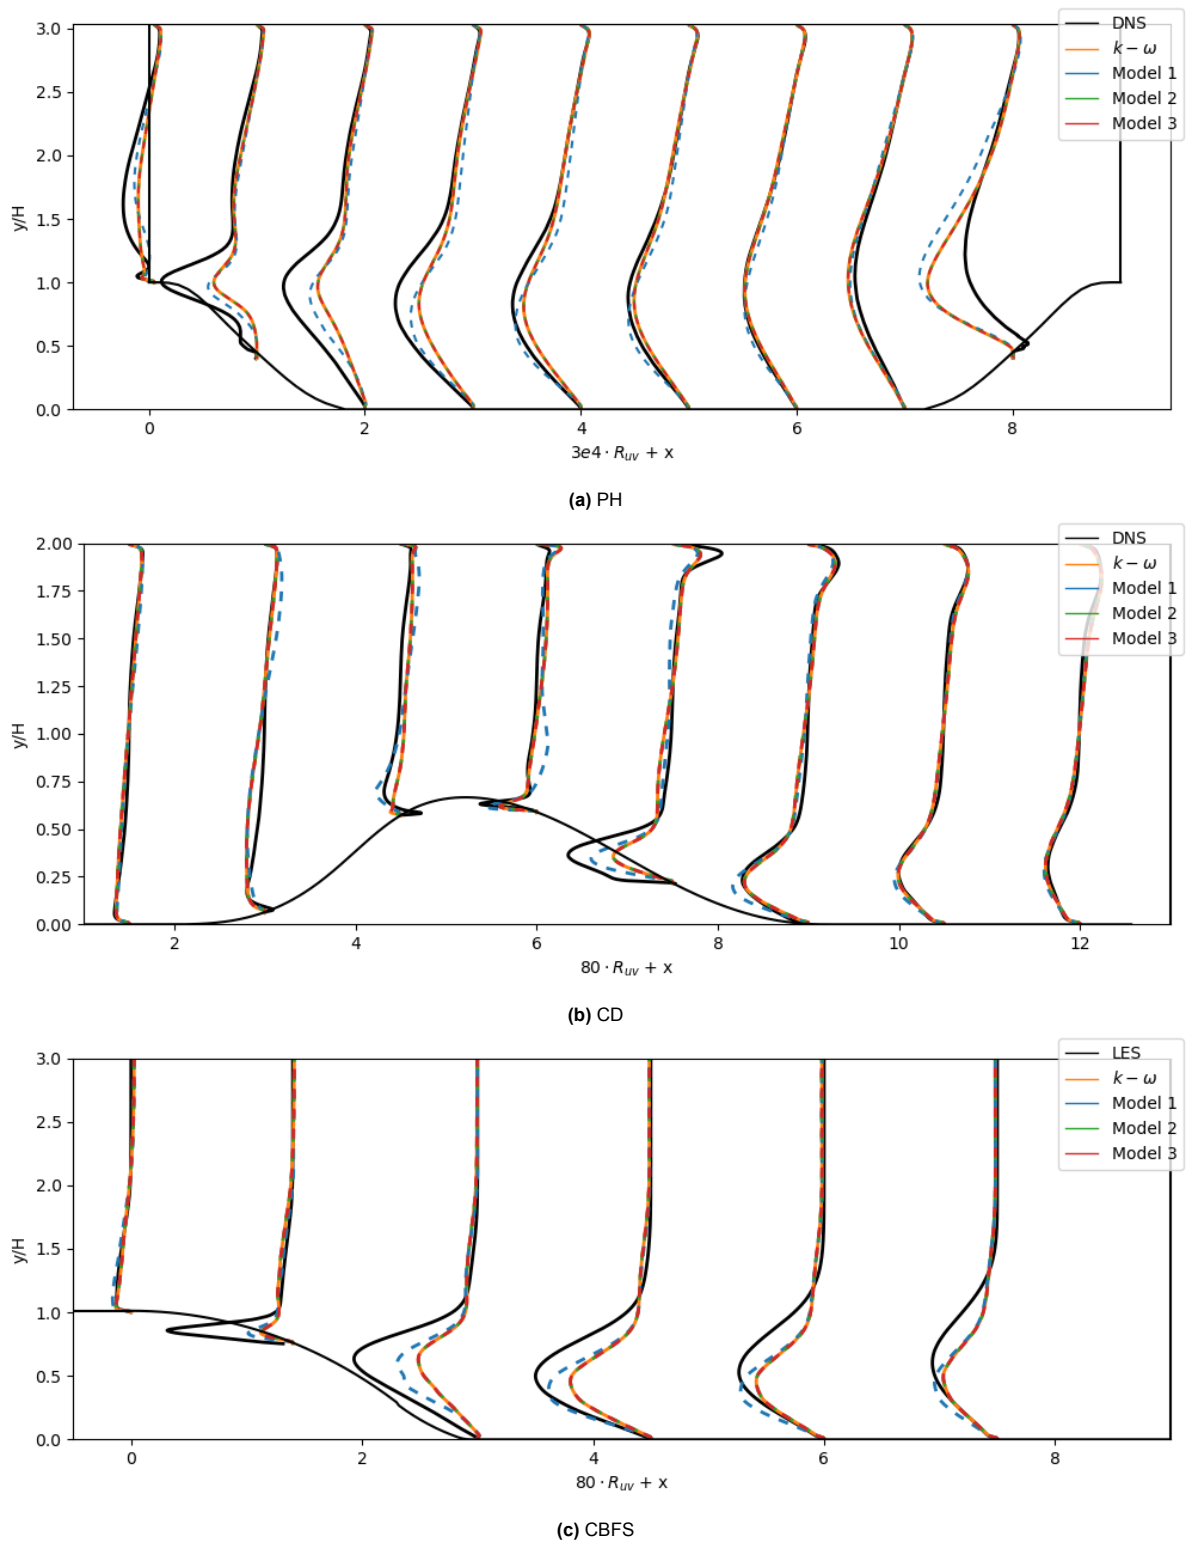 3.0
2.5
2.0
1.5
1.0
0.5
0.0
y/H
0 2 4 6 8
3e4 · R_uv + x
DNS
k − ω
Model 1
Model 2
Model 3
(a) PH
2.00
1.75
1.50
1.25
1.00
0.75
0.50
0.25
0.00
y/H
2 4 6 8 10 12
80 · R_uv + x
DNS
k − ω
Model 1
Model 2
Model 3
(b) CD
3.0
2.5
2.0
1.5
1.0
0.5
0.0
y/H
0 2 4 6 8
80 · R_uv + x
LES
k − ω
Model 1
Model 2
Model 3
(c) CBFS